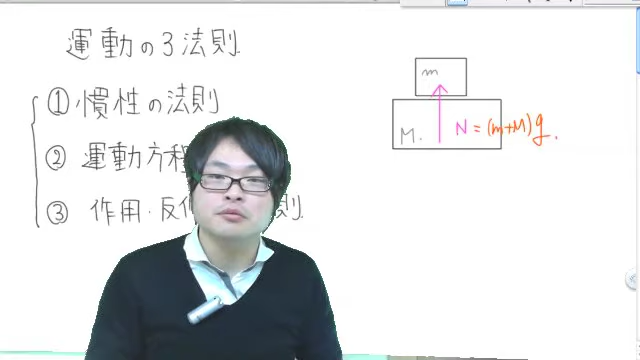 運動の3法則
① 慣性の法則
② 運動方程
③ 作用・反作 則
m
M.
N = (m+M)g.